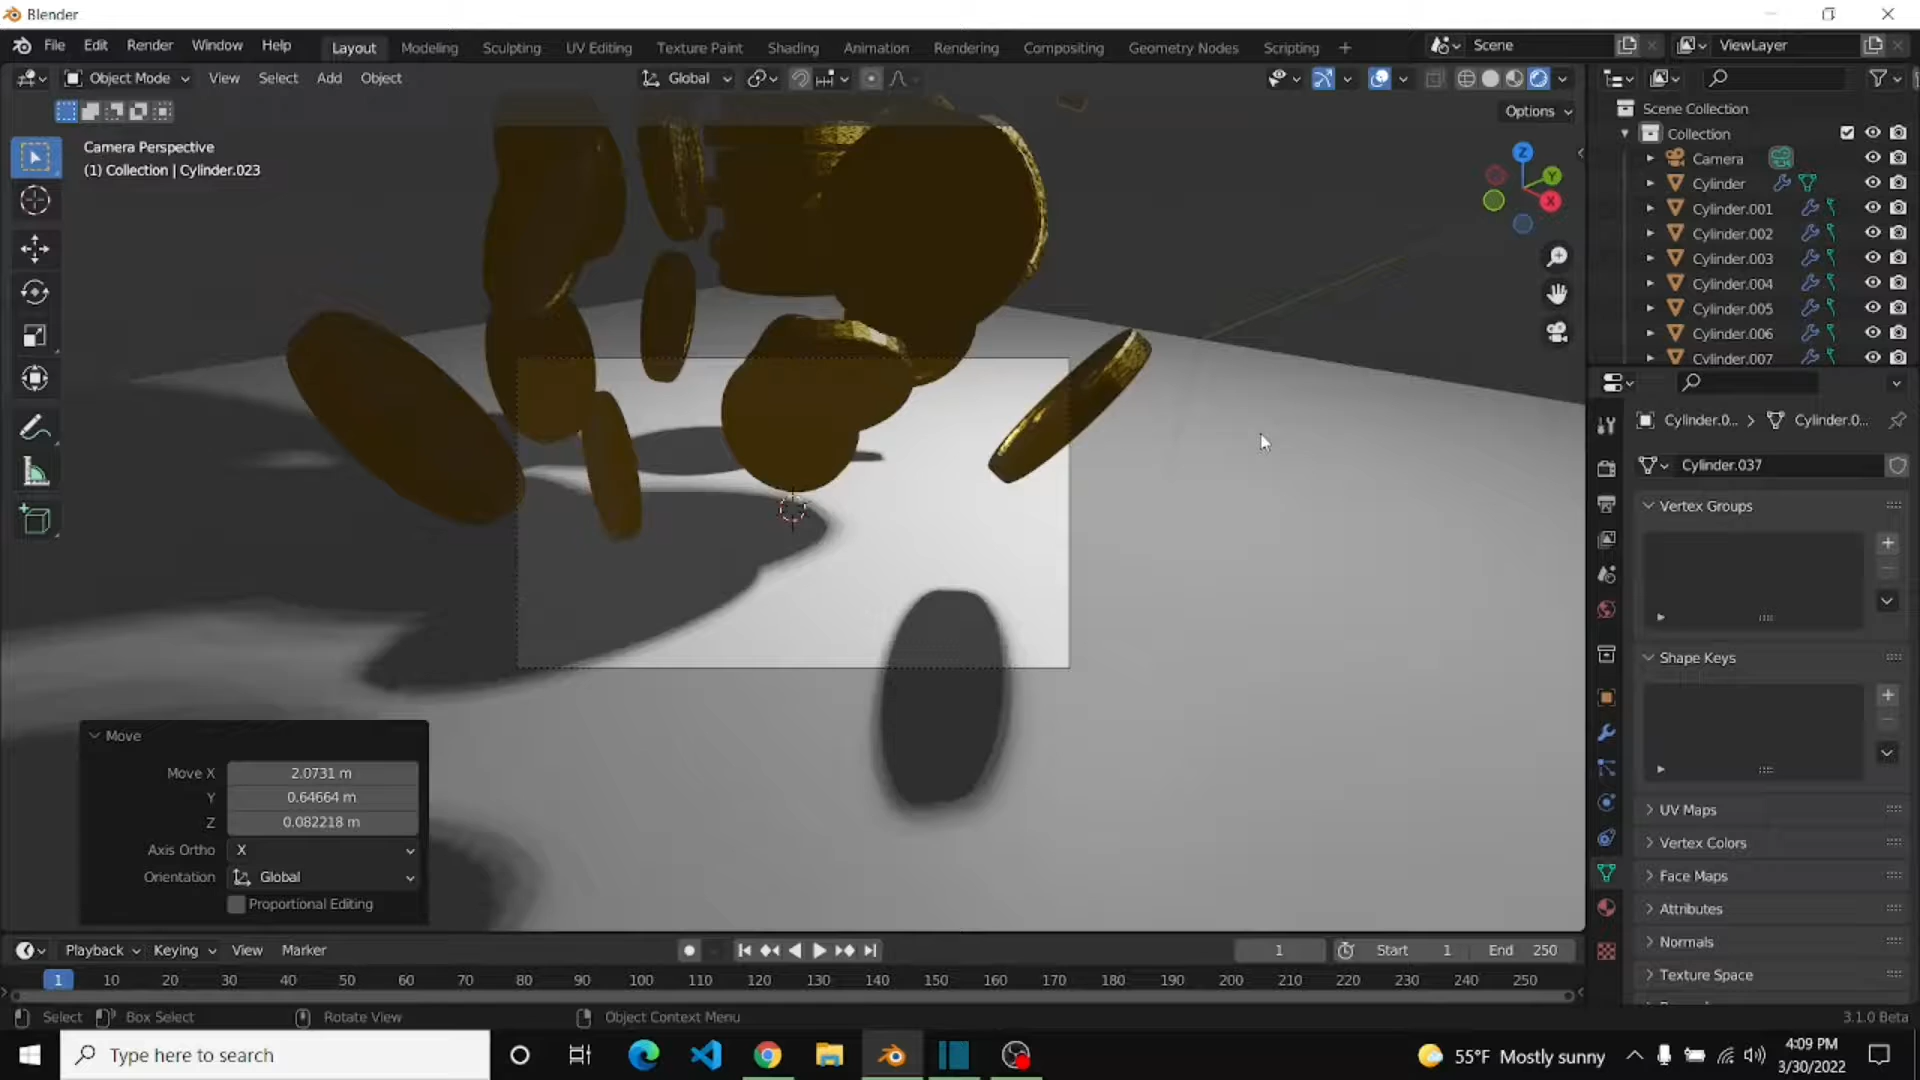 Blender
File Edit Render Window Help
Layout Modeling Sculpting UV Editing Texture Paint Shading Animation Rendering Compositing Geometry Nodes Scripting +
Scene
ViewLayer
Object Mode View Select Add Object
Global
Options
Camera Perspective
(1) Collection | Cylinder.023
Z
Y
X
Scene Collection
Collection
Camera
Cylinder
Cylinder.001
Cylinder.002
Cylinder.003
Cylinder.004
Cylinder.005
Cylinder.006
Cylinder.007
Cylinder.0... > Cylinder.0...
Cylinder.037
Vertex Groups
Shape Keys
UV Maps
Vertex Colors
Face Maps
Attributes
Normals
Texture Space
Move
Move X 2.0731 m
Y 0.64664 m
Z 0.082218 m
Axis Ortho X
Orientation Global
Proportional Editing
Playback Keying View Marker
1 Start 1 End 250
1 10 20 30 40 50 60 70 80 90 100 110 120 130 140 150 160 170 180 190 200 210 220 230 240 250
Select Box Select Rotate View Object Context Menu 3.1.0 Beta
Type here to search
55°F Mostly sunny
4:09 PM
3/30/2022